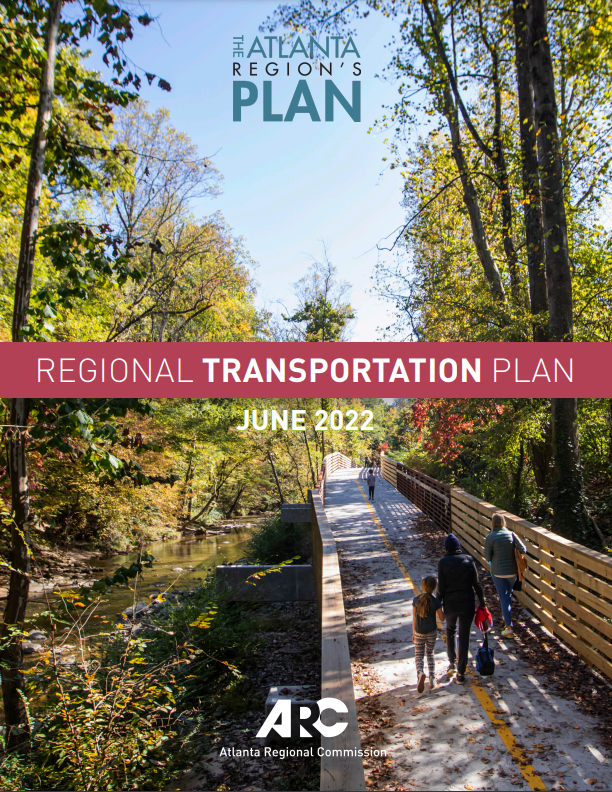 THE ATLANTA
REGION'S
PLAN
REGIONAL TRANSPORTATION PLAN
JUNE 2022
ARC
Atlanta Regional Commission